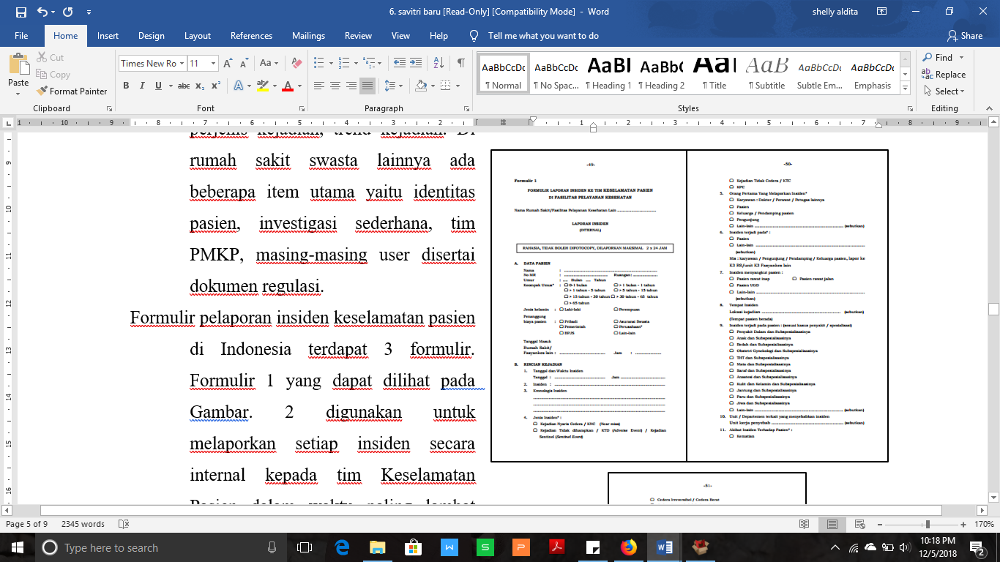 6. savitri baru [Read-Only] [Compatibility Mode] - Word
shelly aldita
File Home Insert Design Layout References Mailings Review View Help Tell me what you want to do Share
Paste
Cut
Copy
Format Painter
Clipboard
Times New Ro 11
Font
Paragraph
AaBbCcDc AaBbCcDc AaBl AaBbC AaI AaB AaBbCcDc AaBbCcDc
¶ Normal ¶ No Spac... ¶ Heading 1 ¶ Heading 2 ¶ Title ¶ Subtitle Subtle Em... Emphasis
Styles
Find
Replace
Select
Editing
perjenis kejadian, trend kejadian. Di
rumah sakit swasta lainnya ada
beberapa item utama yaitu identitas
pasien, investigasi sederhana, tim
PMKP, masing-masing user disertai
dokumen regulasi.
Formulir pelaporan insiden keselamatan pasien
di Indonesia terdapat 3 formulir.
Formulir 1 yang dapat dilihat pada
Gambar. 2 digunakan untuk
melaporkan setiap insiden secara
internal kepada tim Keselamatan
Pasien dalam waktu paling lambat
-49-
Formulir 1
FORMULIR LAPORAN INSIDEN KE TIM KESELAMATAN PASIEN
DI FASILITAS PELAYANAN KESEHATAN
Nama Rumah Sakit/Fasilitas Pelayanan Kesehatan Lain ..............................
LAPORAN INSIDEN
(INTERNAL)
RAHASIA, TIDAK BOLEH DIFOTOCOPY, DILAPORKAN MAKSIMAL 2 x 24 JAM
A. DATA PASIEN
Nama : ..............................
No MR : .............................. Ruangan : ....................
Umur : .... Bulan .... Tahun
Kelompok Umur* : 0-1 bulan > 1 bulan - 1 tahun
> 1 tahun - 5 tahun > 5 tahun - 15 tahun
> 15 tahun - 30 tahun > 30 tahun - 65 tahun
> 65 tahun
Jenis kelamin : Laki-laki Perempuan
Penanggung
biaya pasien : Pribadi Asuransi Swasta
Pemerintah Perusahaan*
BPJS Lain-lain
Tanggal Masuk
Rumah Sakit/
Fasyankes lain : .............................. Jam : ....................
B. RINCIAN KEJADIAN
1. Tanggal dan Waktu Insiden
Tanggal : .............................. Jam ..............................
2. Insiden : ..............................
3. Kronologis Insiden
4. Jenis Insiden* :
Kejadian Nyaris Cedera / KNC (Near miss)
Kejadian Tidak diharapkan / KTD (Adverse Event) / Kejadian
Sentinel (Sentinel Event)
-50-
Kejadian Tidak Cedera / KTC
KPC
5. Orang Pertama Yang Melaporkan Insiden*
Karyawan : Dokter / Perawat / Petugas lainnya
Pasien
Keluarga / Pendamping pasien
Pengunjung
Lain-lain .............................. (sebutkan)
6. Insiden terjadi pada* :
Pasien
Lain-lain ..............................
(sebutkan)
Mis : karyawan / Pengunjung / Pendamping / Keluarga pasien, lapor ke
K3 RS/unit K3 Fasyankes lain
7. Insiden menyangkut pasien :
Pasien rawat inap Pasien rawat jalan
Pasien UGD
Lain-lain ..............................
(sebutkan)
8. Tempat Insiden
Lokasi kejadian .............................. (sebutkan)
(Tempat pasien berada)
9. Insiden terjadi pada pasien : (sesuai kasus penyakit / spesialisasi)
Penyakit Dalam dan Subspesialisasinya
Anak dan Subspesialisasinya
Bedah dan Subspesialisasinya
Obstetri Gynekologi dan Subspesialisasinya
THT dan Subspesialisasinya
Mata dan Subspesialisasinya
Saraf dan Subspesialisasinya
Anastesi dan Subspesialisasinya
Kulit dan Kelamin dan Subspesialisasinya
Jantung dan Subspesialisasinya
Paru dan Subspesialisasinya
Jiwa dan Subspesialisasinya
Lain-lain .............................. (sebutkan)
10. Unit / Departemen terkait yang menyebabkan insiden
Unit kerja penyebab .............................. (sebutkan)
11. Akibat Insiden Terhadap Pasien* :
Kematian
-51-
Cedera Irreversibel / Cedera Berat
Page 5 of 9 2345 words 170%
Type here to search
10:18 PM
12/5/2018
2